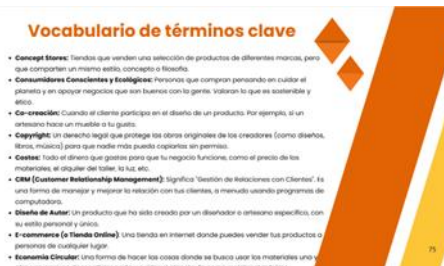 Vocabulario de términos clave
• Concept Stores: Tiendas que venden una selección de productos de diferentes marcas, pero
que comparten un mismo estilo, concepto o filosofía.
• Consumidores Conscientes y Ecológicos: Personas que compran pensando en cuidar el
planeta y en apoyar negocios que son buenos con la gente. Valoran lo que es sostenible y
ético.
• Co-creación: Cuando el cliente participa en el diseño de un producto. Por ejemplo, si un
artesano hace un mueble a tu gusto.
• Copyright: Un derecho legal que protege las obras originales de los creadores (como diseños,
libros, música) para que nadie más pueda copiarlas sin permiso.
• Costos: Todo el dinero que gastas para que tu negocio funcione, como el precio de los
materiales, el alquiler del taller, la luz, etc.
• CRM (Customer Relationship Management): Significa "Gestión de Relaciones con Clientes". Es
una forma de manejar y mejorar la relación con tus clientes, a menudo usando programas de
computadora.
• Diseño de Autor: Un producto que ha sido creado por un diseñador o artesano específico, con
su estilo personal y único.
• E-commerce (o Tienda Online): Una tienda en internet donde puedes vender tus productos a
personas de cualquier lugar.
• Economía Circular: Una forma de hacer las cosas donde se busca usar los materiales una y
75